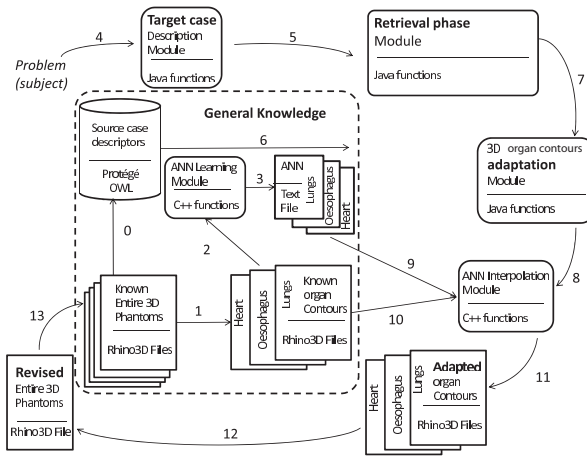 4
Target case
Description
Module
Java functions
5
Retrieval phase
Module
Java functions
Problem
(subject)
7
General Knowledge
Source case
descriptors
Protégé
OWL
6
ANN Learning
Module
C++ functions
3
ANN
Text
File
Lungs
Oesophagus
Heart
3D organ contours
adaptation
Module
Java functions
0
2
9
8
Known
Entire 3D
Phantoms
Rhino3D Files
1
Heart
Oesophagus
Lungs
Known
organ
Contours
Rhino3D Files
10
ANN Interpolation
Module
C++ functions
13
11
Revised
Entire 3D
Phantoms
Rhino3D File
12
Heart
Oesophagus
Lungs
Adapted
organ
Contours
Rhino3D Files